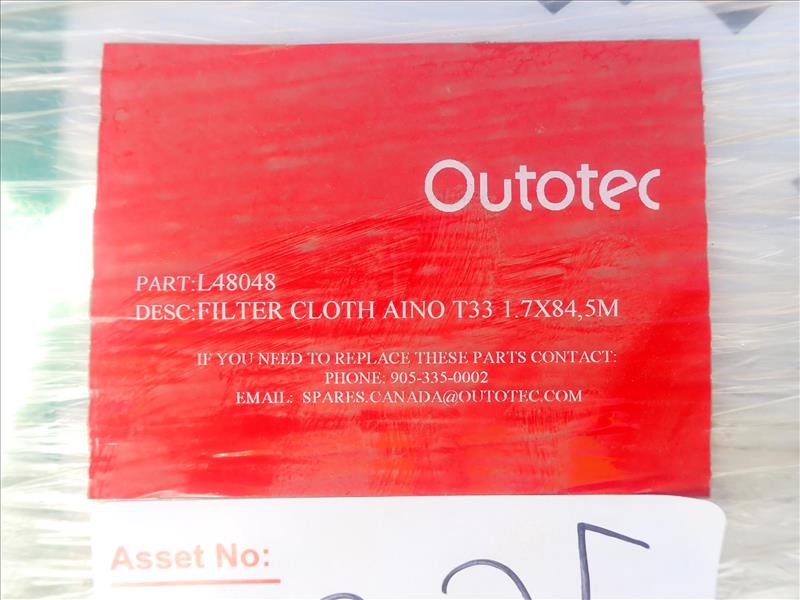 Outotec
PART:L48048
DESC:FILTER CLOTH AINO T33 1.7X84,5M
IF YOU NEED TO REPLACE THESE PARTS CONTACT:
PHONE: 905-335-0002
EMAIL: SPARES.CANADA@OUTOTEC.COM
Asset No: